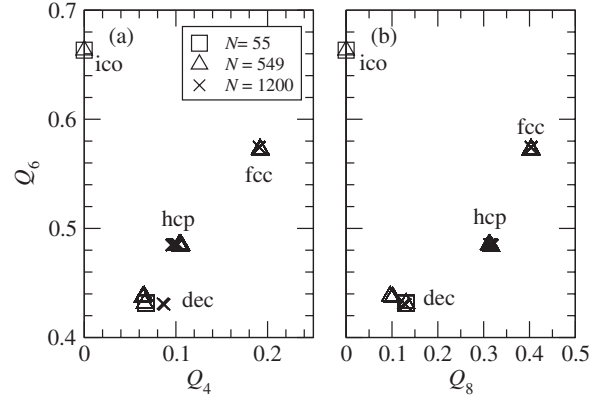 (a)
N= 55
N = 549
N = 1200
ico
fcc
hcp
dec
0.7
0.6
0.5
0.4
Q6
0
0.1
0.2
Q4
(b)
ico
fcc
hcp
dec
0
0.1
0.2
0.3
0.4
0.5
Q8